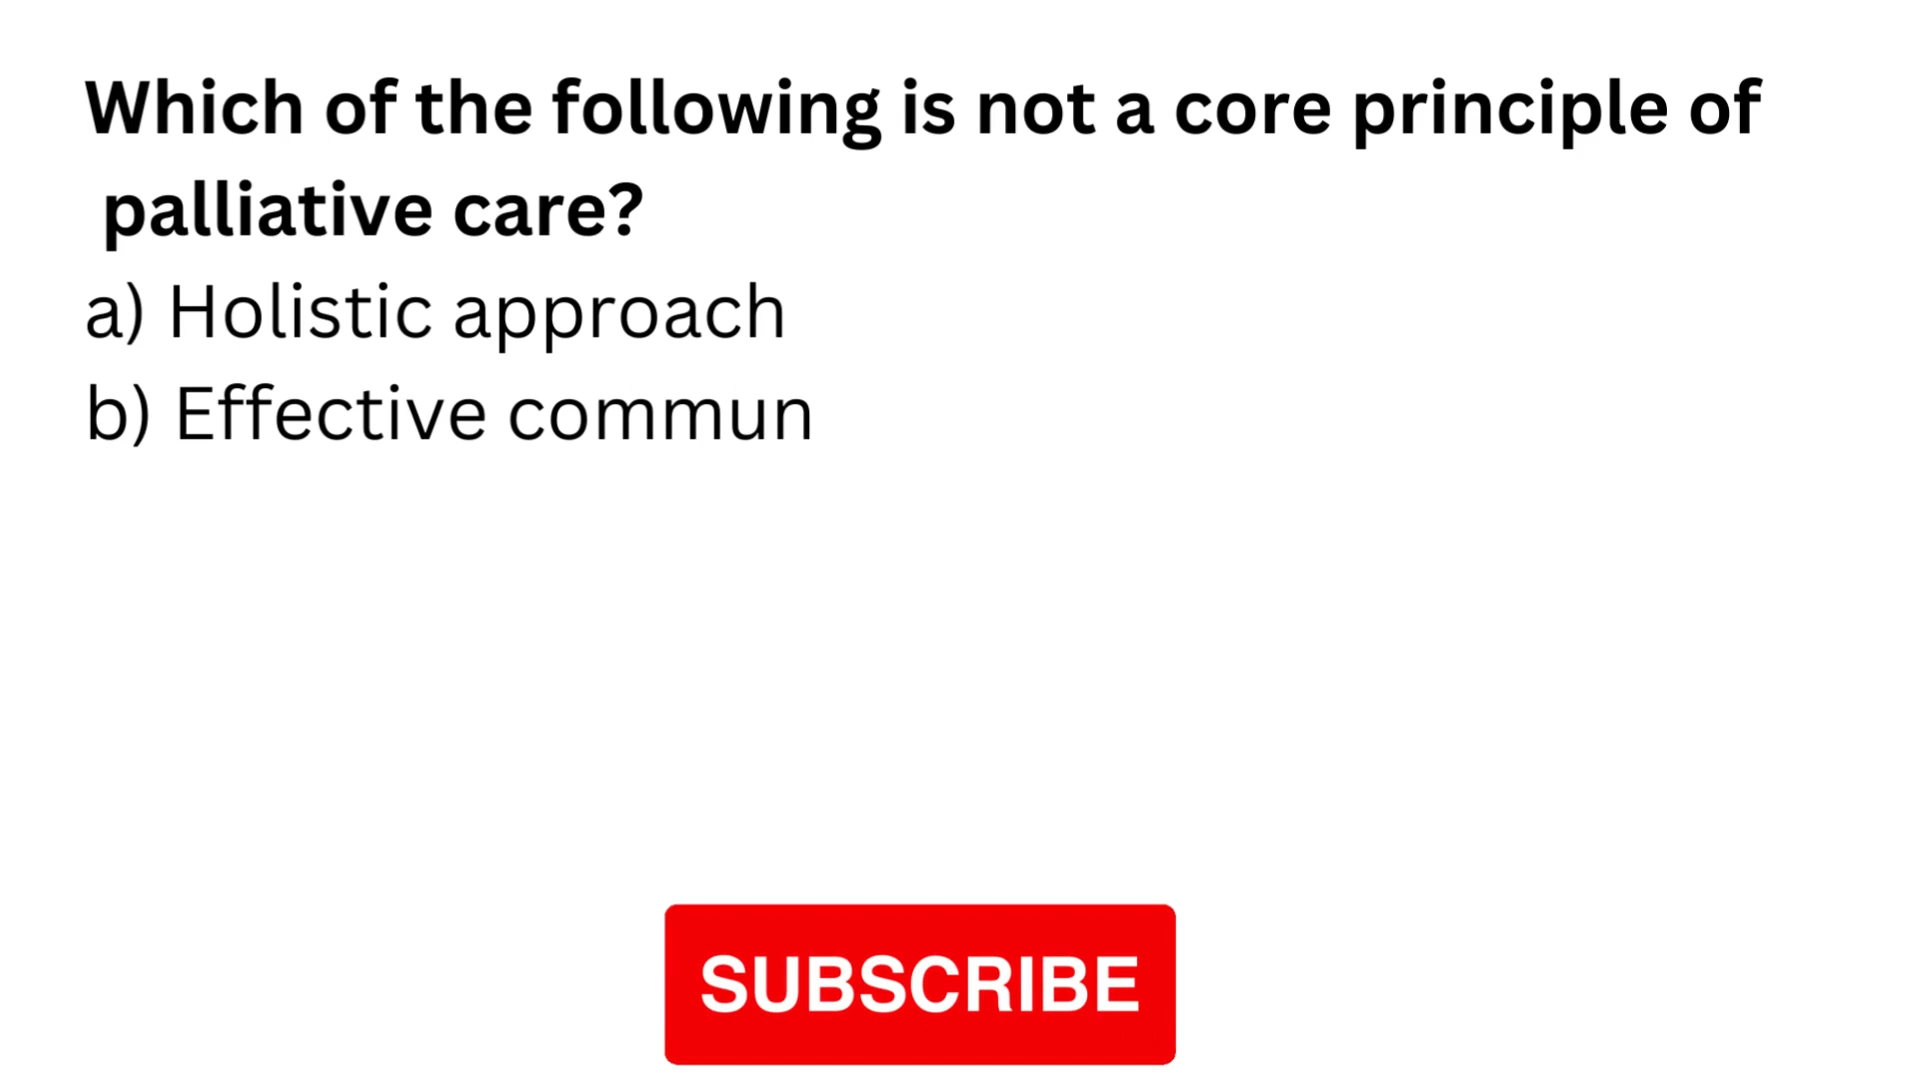 Which of the following is not a core principle of
palliative care?
a) Holistic approach
b) Effective commun
SUBSCRIBE